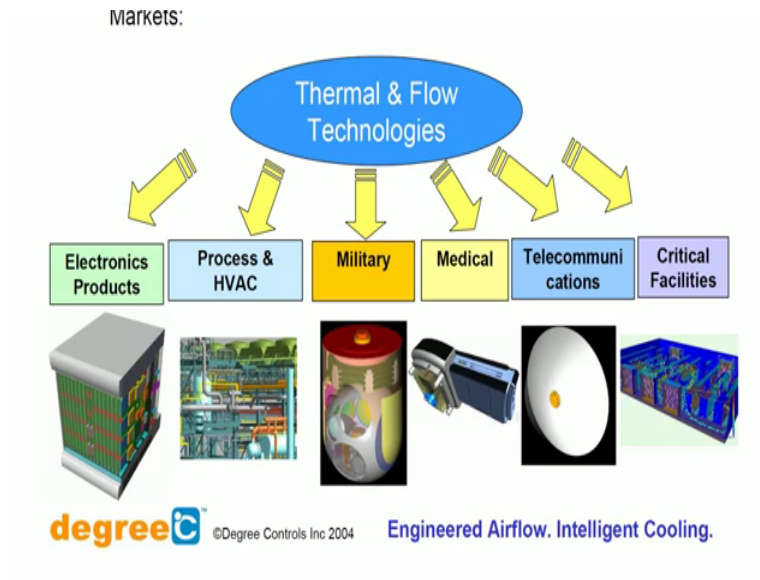 Markets:
Thermal & Flow
Technologies
Electronics
Products
Process &
HVAC
Military
Medical
Telecommuni
cations
Critical
Facilities
degree°C™
©Degree Controls Inc 2004
Engineered Airflow. Intelligent Cooling.